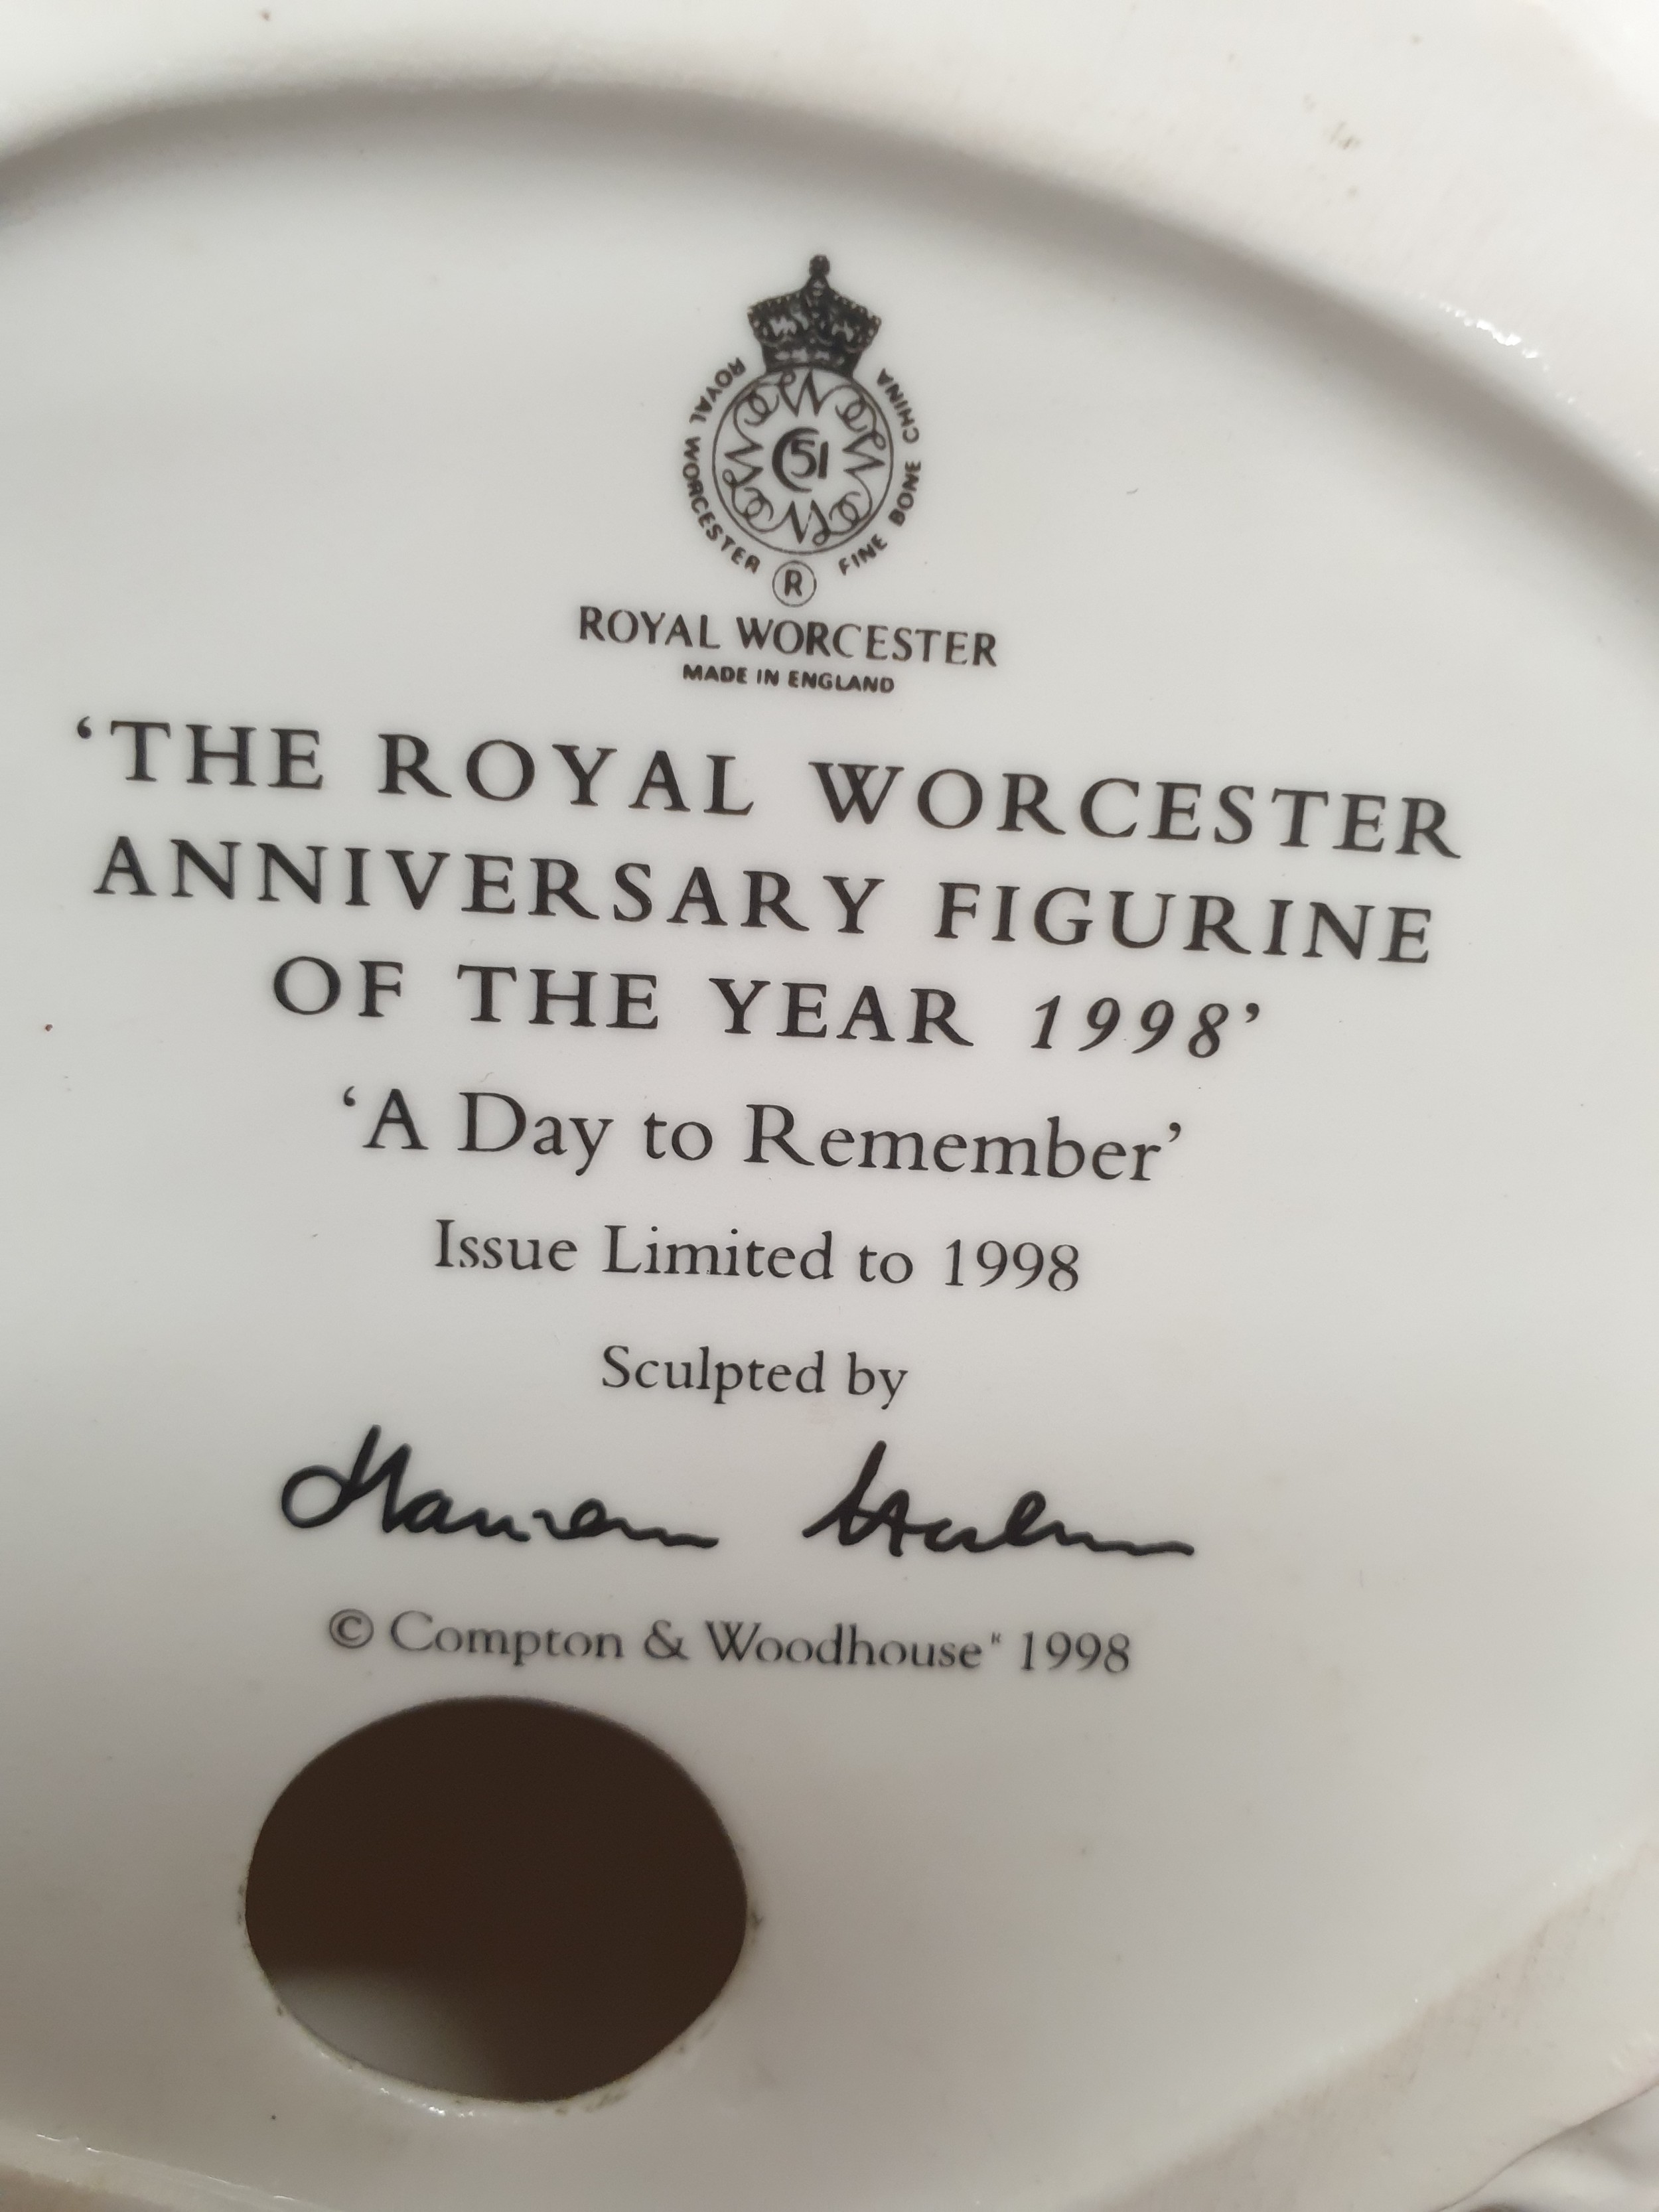 ROYAL WORCESTER FINE BONE CHINA
51
R
ROYAL WORCESTER
MADE IN ENGLAND
‘THE ROYAL WORCESTER
ANNIVERSARY FIGURINE
OF THE YEAR 1998’
‘A Day to Remember’
Issue Limited to 1998
Sculpted by
© Compton & Woodhouse 1998